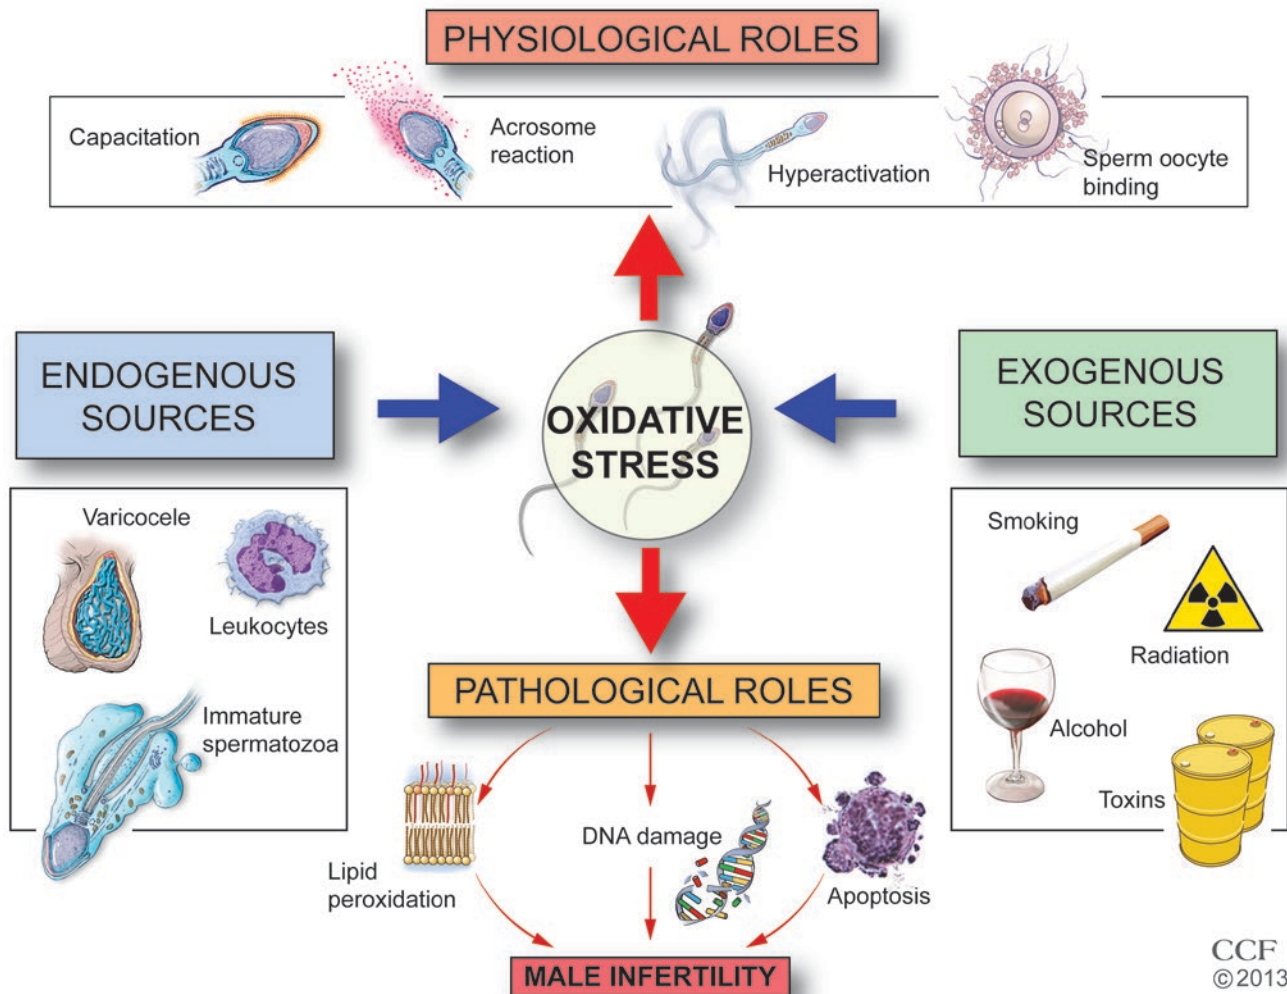 PHYSIOLOGICAL ROLES
Capacitation
Acrosome
reaction
Hyperactivation
Sperm oocyte
binding
ENDOGENOUS
SOURCES
OXIDATIVE
STRESS
EXOGENOUS
SOURCES
Varicocele
Leukocytes
Immature
spermatozoa
Smoking
Radiation
Alcohol
Toxins
PATHOLOGICAL ROLES
Lipid
peroxidation
DNA damage
Apoptosis
MALE INFERTILITY
CCF
©2013